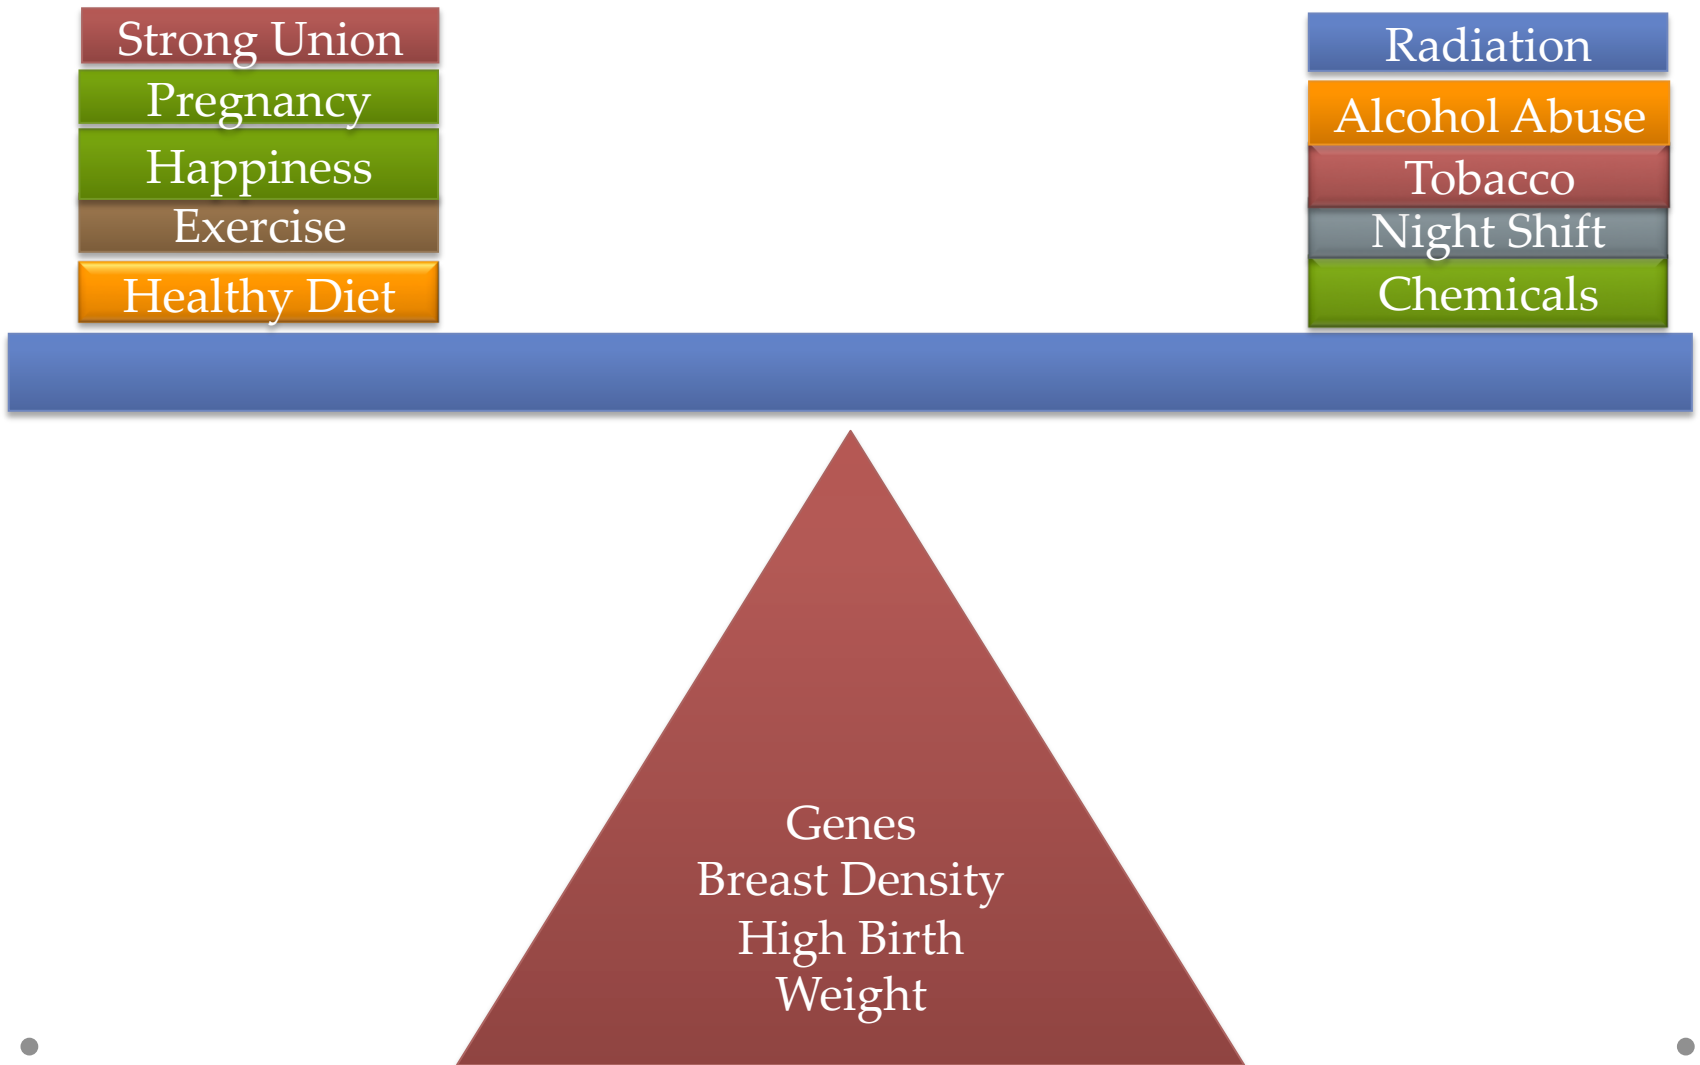 Strong Union
Pregnancy
Happiness
Exercise
Healthy Diet
Radiation
Alcohol Abuse
Tobacco
Night Shift
Chemicals
Genes
Breast Density
High Birth
Weight